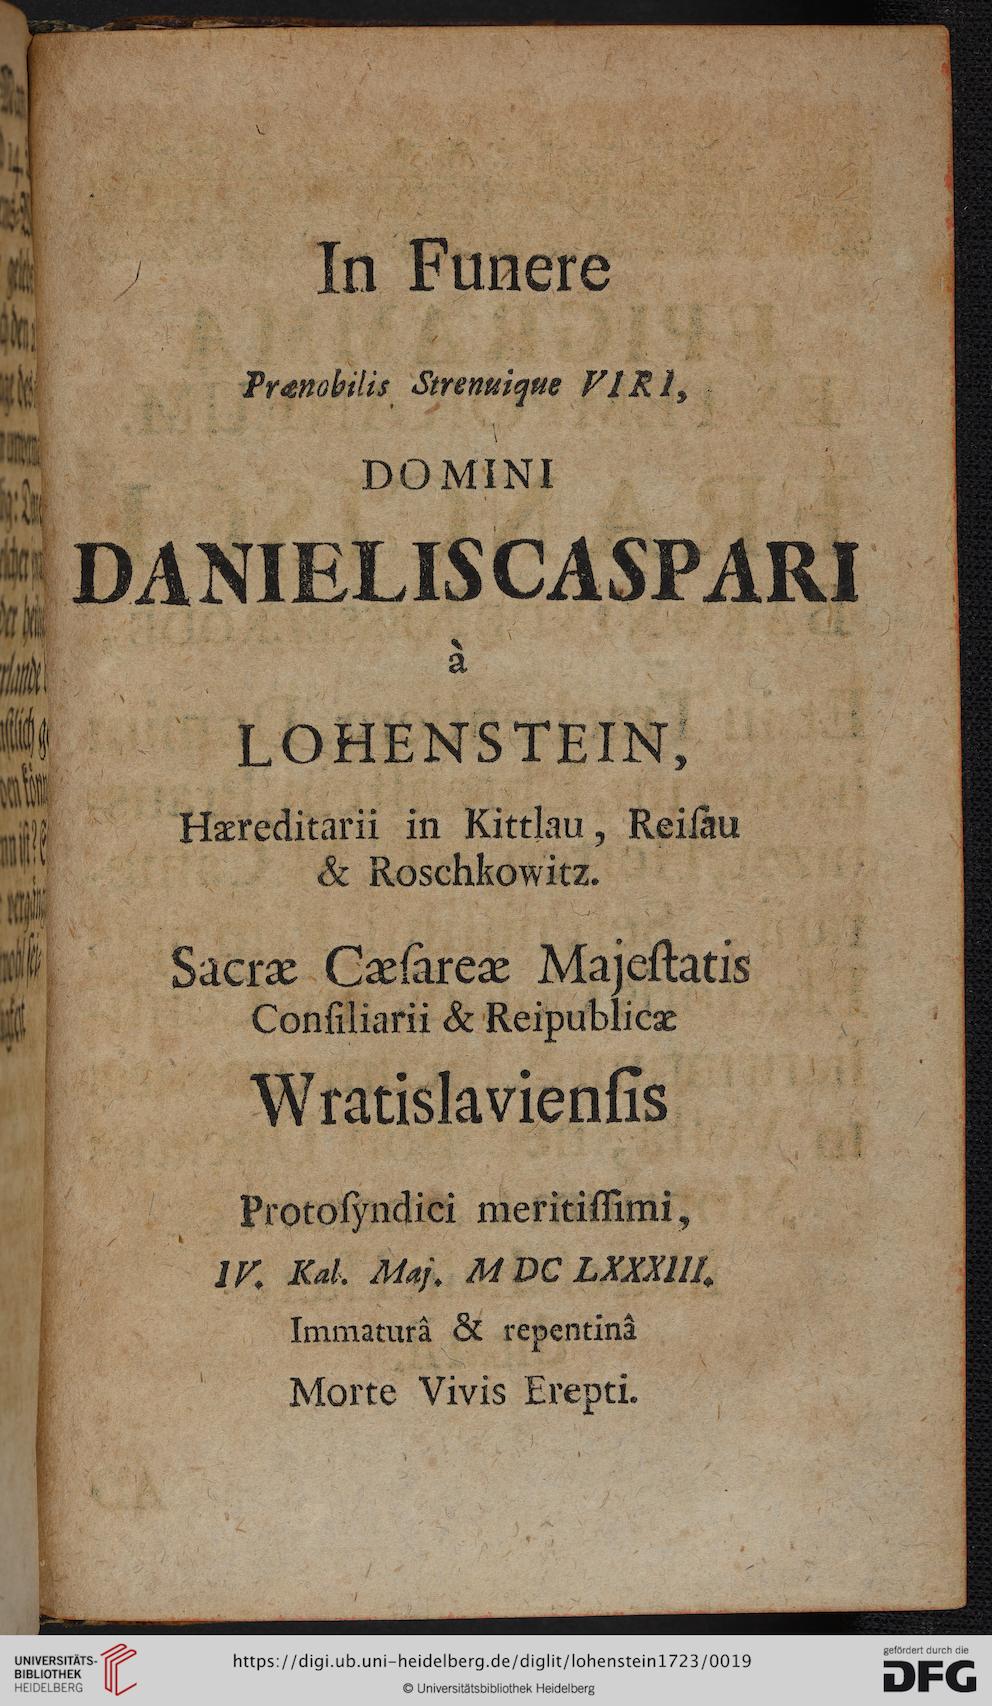 In Funere
Prænobilis Strenuique VIRI,
DOMINI
DANIELIS CASPARI
à
LOHENSTEIN,
Hæreditarii in Kittlau, Reiſau
& Roschkowitz.
Sacræ Cæſareæ Majeſtatis
Conſiliarii & Reipublicæ
Wratislavienſis
Protoſyndici meritiſſimi,
IV. Kal. Maj. M DC LXXXIII.
Immaturâ & repentinâ
Morte Vivis Erepti.
UNIVERSITÄTS-
BIBLIOTHEK
HEIDELBERG
https://digi.ub.uni-heidelberg.de/diglit/lohenstein1723/0019
© Universitätsbibliothek Heidelberg
gefördert durch die
DFG